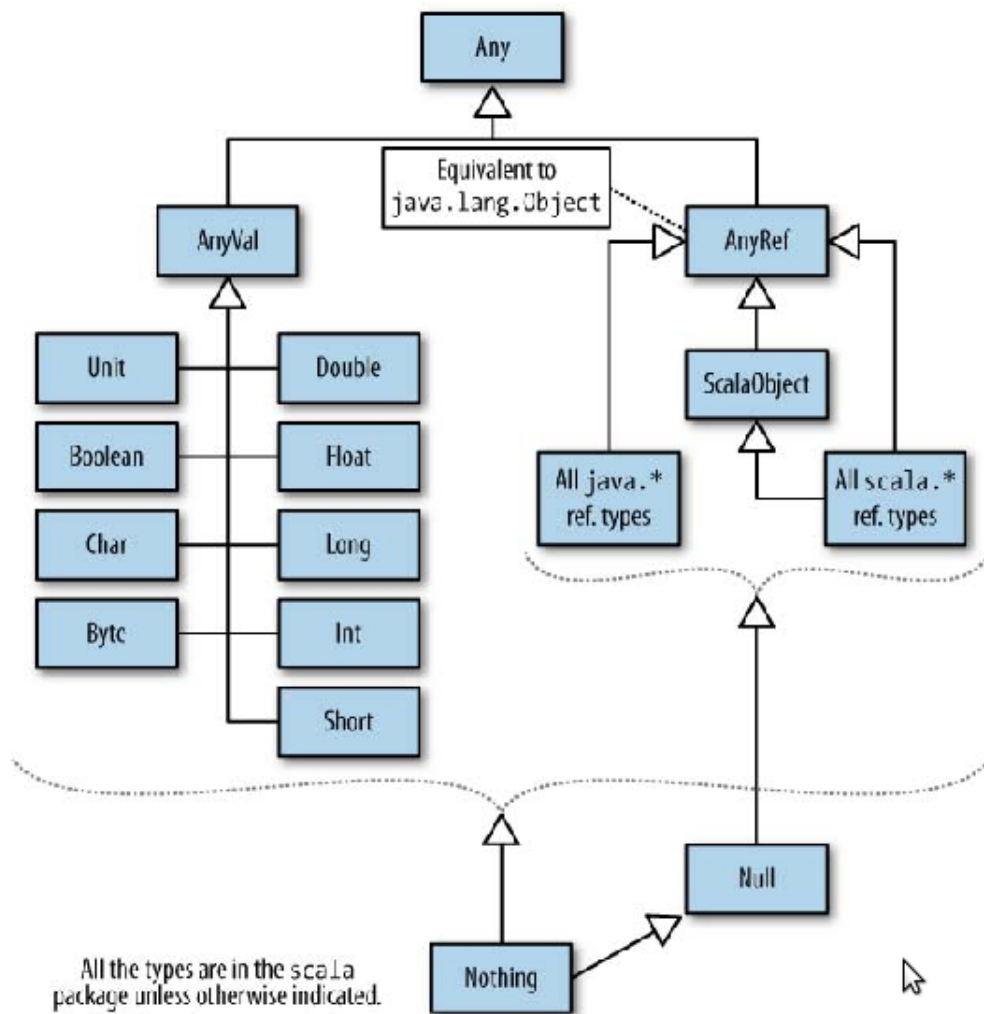 Any
Equivalent to
java.lang.Object
AnyVal
AnyRef
Unit
Double
ScalaObject
Boolean
Float
All java.*
ref. types
All scala.*
ref. types
Char
Long
Byte
Int
Short
Null
Nothing
All the types are in the scala
package unless otherwise indicated.